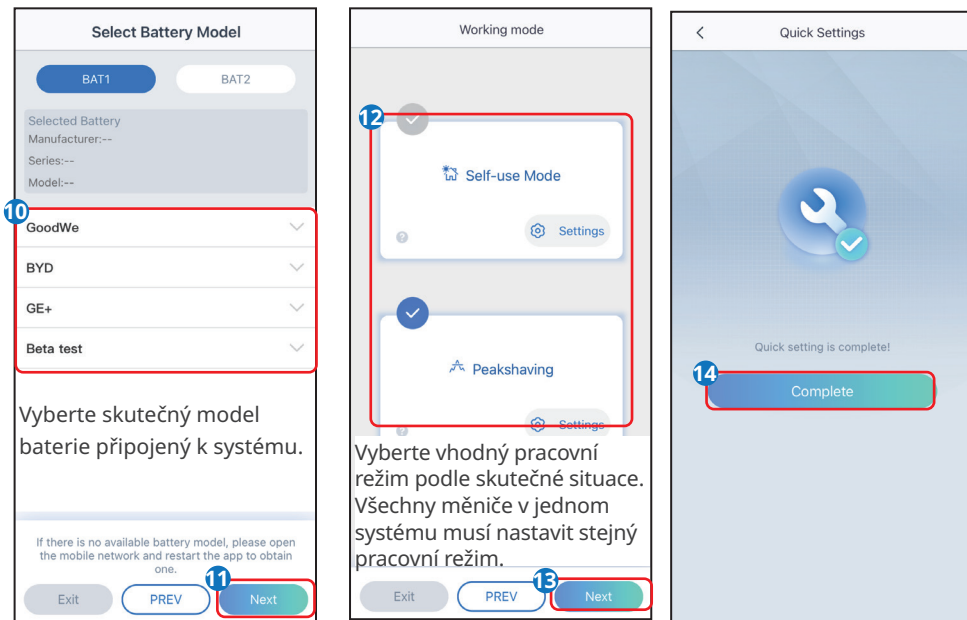 Select Battery Model
BAT1
BAT2
Selected Battery
Manufacturer:--
Series:--
Model:--
10
GoodWe
BYD
GE+
Beta test
Vyberte skutečný model
baterie připojený k systému.
If there is no available battery model, please open
the mobile network and restart the app to obtain
one.
11
Exit
PREV
Next
Working mode
12
Self-use Mode
?
Settings
Peakshaving
?
Settings
Vyberte vhodný pracovní
režim podle skutečné situace.
Všechny měniče v jednom
systému musí nastavit stejný
pracovní režim.
13
Exit
PREV
Next
Quick Settings
Quick setting is complete!
14
Complete